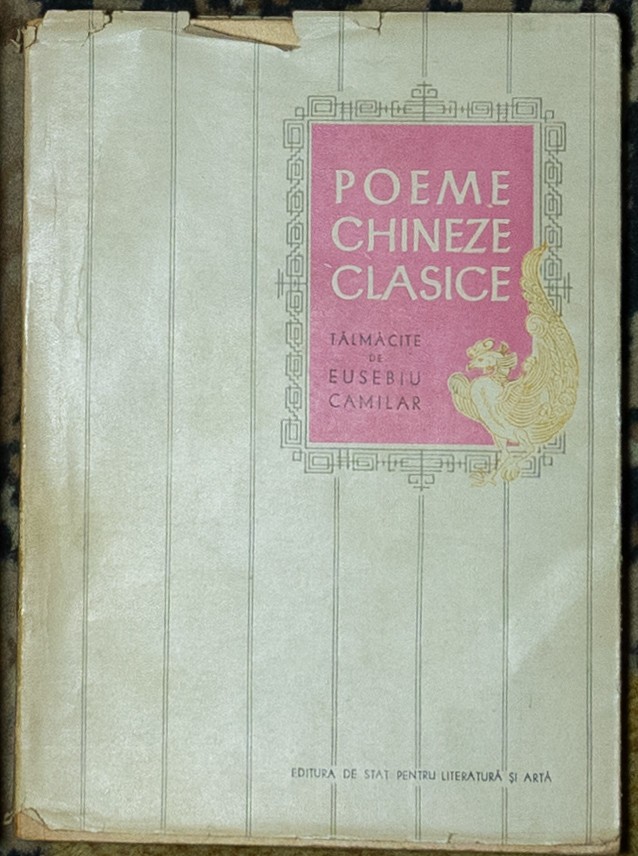 POEME
CHINEZE
CLASICE
TĂLMĂCITE
DE
EUSEBIU
CAMILAR
EDITURA DE STAT PENTRU LITERATURĂ ȘI ARTĂ